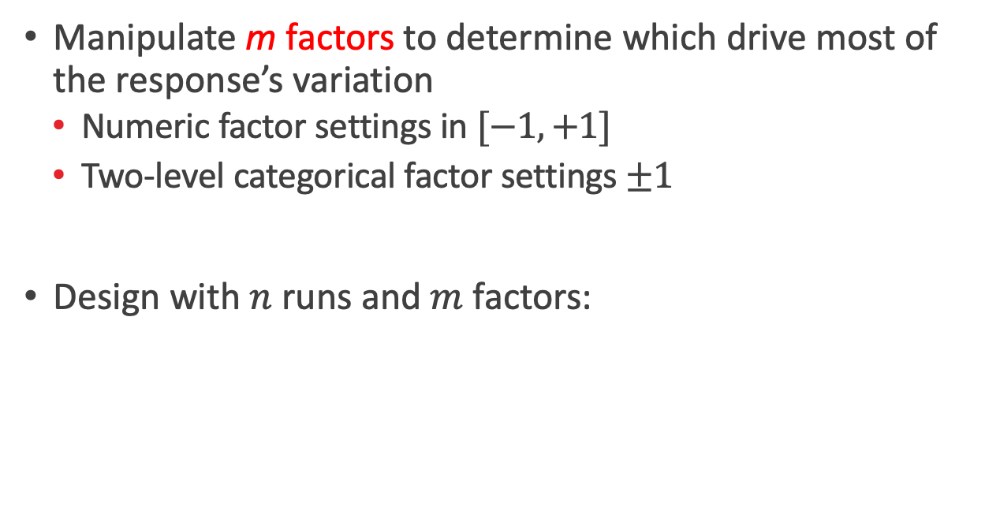 • Manipulate m factors to determine which drive most of
the response’s variation
• Numeric factor settings in [−1, +1]
• Two-level categorical factor settings ±1
• Design with n runs and m factors: